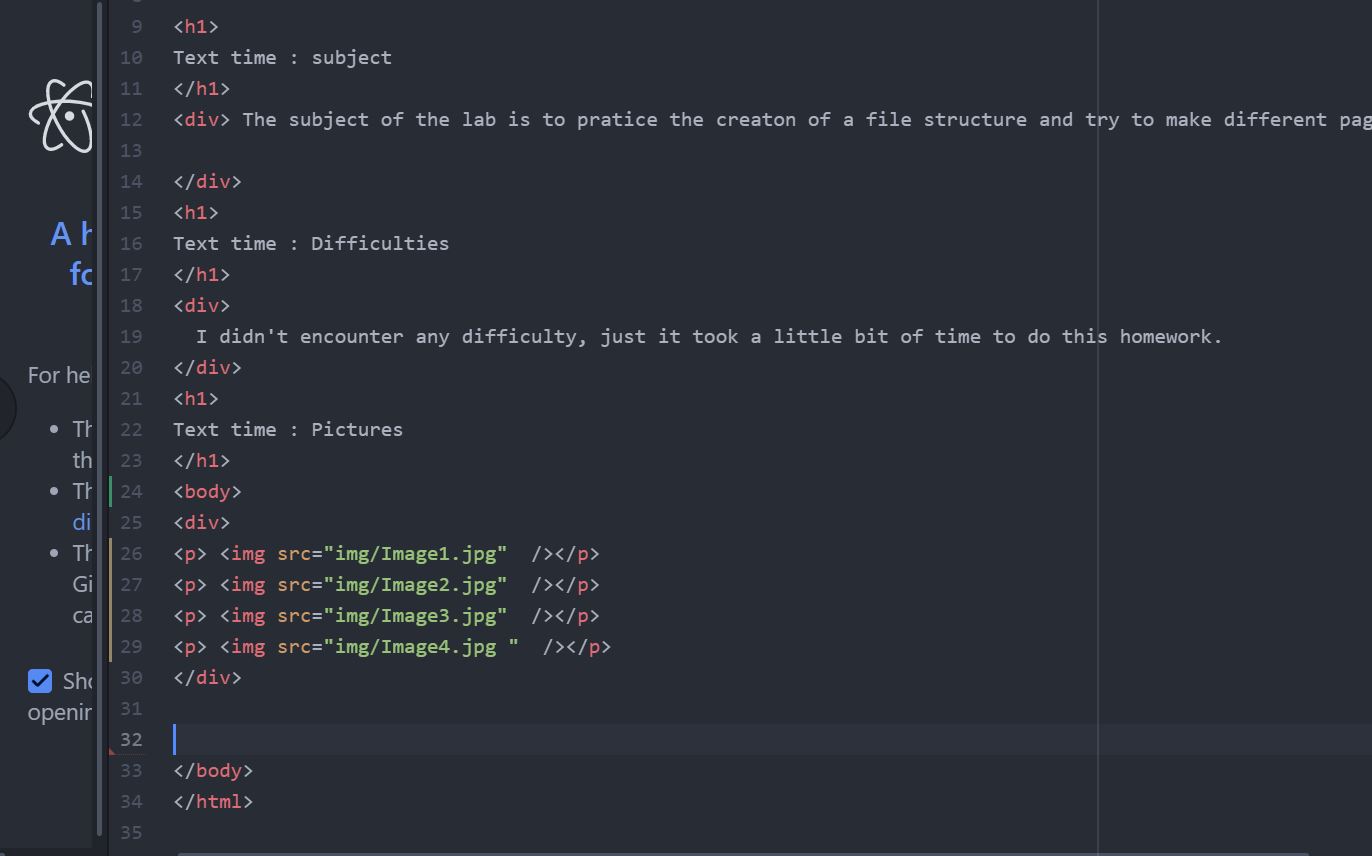 A h
fo
For he
Th
th
Th
di
Th
Gi
ca
Sho
openin
9 <h1>
10 Text time : subject
11 </h1>
12 <div> The subject of the lab is to pratice the creaton of a file structure and try to make different pag
13
14 </div>
15 <h1>
16 Text time : Difficulties
17 </h1>
18 <div>
19 I didn't encounter any difficulty, just it took a little bit of time to do this homework.
20 </div>
21 <h1>
22 Text time : Pictures
23 </h1>
24 <body>
25 <div>
26 <p> <img src="img/Image1.jpg"  /></p>
27 <p> <img src="img/Image2.jpg"  /></p>
28 <p> <img src="img/Image3.jpg"  /></p>
29 <p> <img src="img/Image4.jpg "  /></p>
30 </div>
31
32
33 </body>
34 </html>
35